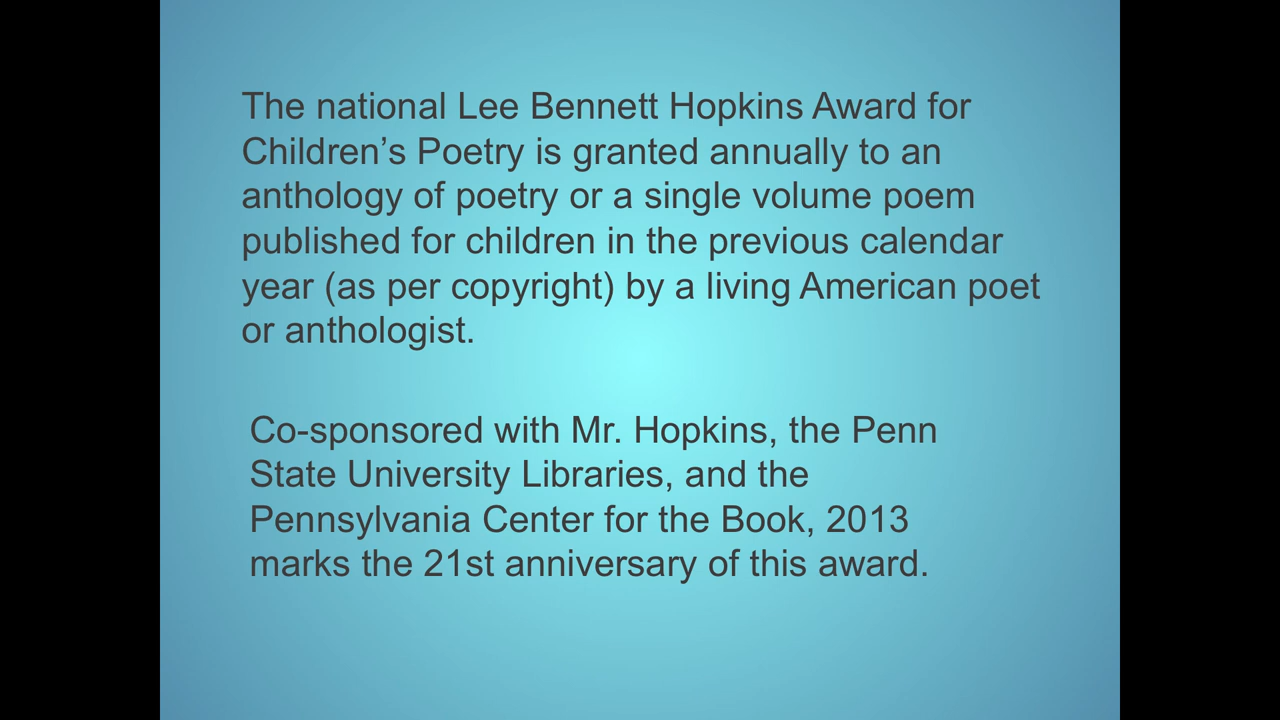 The national Lee Bennett Hopkins Award for
Children’s Poetry is granted annually to an
anthology of poetry or a single volume poem
published for children in the previous calendar
year (as per copyright) by a living American poet
or anthologist.
Co-sponsored with Mr. Hopkins, the Penn
State University Libraries, and the
Pennsylvania Center for the Book, 2013
marks the 21st anniversary of this award.